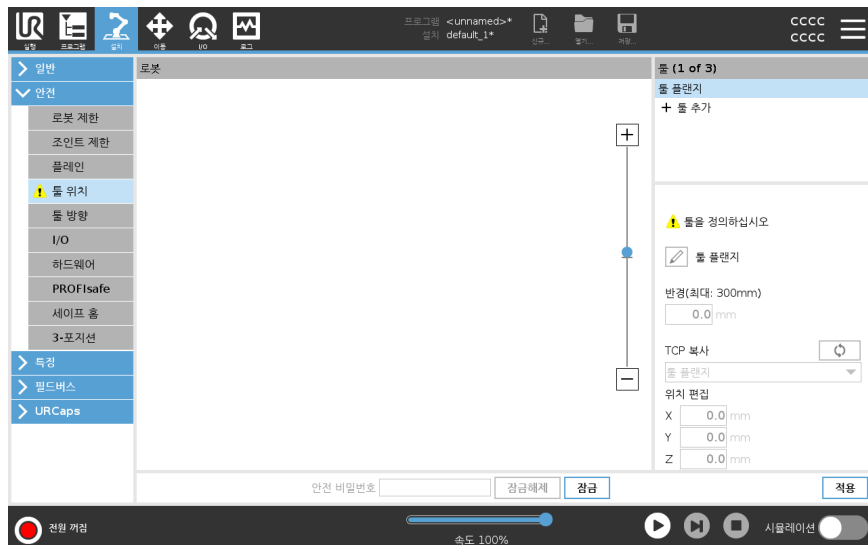 프로그램 <unnamed>*
설치 default_1*
cccc
cccc
실행 프로그램 설치 이동 I/O 로그 신규... 열기... 저장...
일반
안전
로봇 제한
조인트 제한
플레인
툴 위치
툴 방향
I/O
하드웨어
PROFIsafe
세이프 홈
3-포지션
특징
필드버스
URCaps
로봇
안전 비밀번호 잠금해제 잠금
툴 (1 of 3)
툴 플랜지
+ 툴 추가
툴을 정의하십시오
툴 플랜지
반경(최대: 300mm)
0.0 mm
TCP 복사
툴 플랜지
위치 편집
X 0.0 mm
Y 0.0 mm
Z 0.0 mm
적용
전원 꺼짐
속도 100%
시뮬레이션